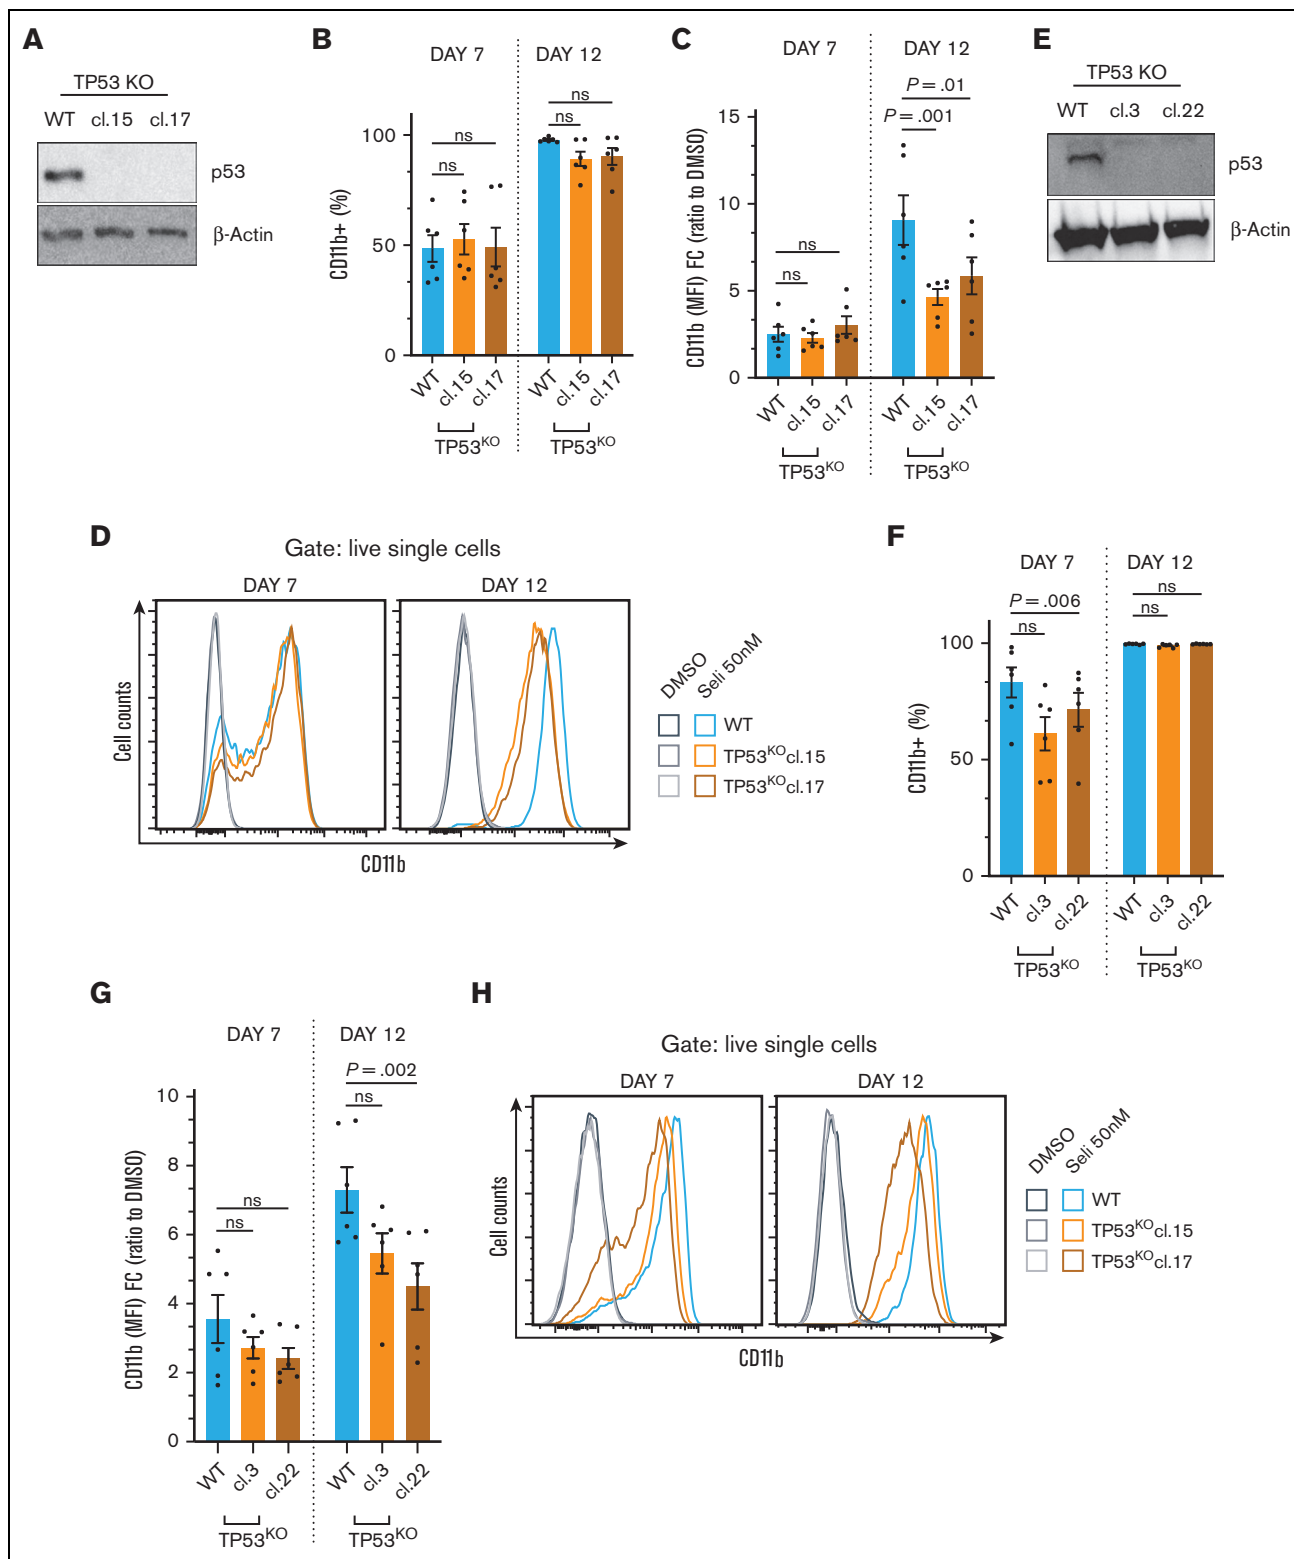 A
TP53 KO
WT cl.15 cl.17
p53
β-Actin
B
DAY 7 DAY 12
ns
ns
ns
ns
CD11b+ (%)
100
50
0
WT cl.15 cl.17 WT cl.15 cl.17
TP53KO TP53KO
C
DAY 7 DAY 12
P = .01
P = .001
ns
ns
CD11b (MFI) FC (ratio to DMSO)
15
10
5
0
WT cl.15 cl.17 WT cl.15 cl.17
TP53KO TP53KO
E
TP53 KO
WT cl.3 cl.22
p53
β-Actin
D
Gate: live single cells
DAY 7 DAY 12
Cell counts
CD11b
DMSO Seli 50nM
WT
TP53KO cl.15
TP53KO cl.17
F
DAY 7 DAY 12
P = .006
ns
ns
ns
CD11b+ (%)
100
50
0
WT cl.3 cl.22 WT cl.3 cl.22
TP53KO TP53KO
G
DAY 7 DAY 12
P = .002
ns
ns
ns
CD11b (MFI) FC (ratio to DMSO)
10
8
6
4
2
0
WT cl.3 cl.22 WT cl.3 cl.22
TP53KO TP53KO
H
Gate: live single cells
DAY 7 DAY 12
Cell counts
CD11b
DMSO Seli 50nM
WT
TP53KO cl.15
TP53KO cl.17